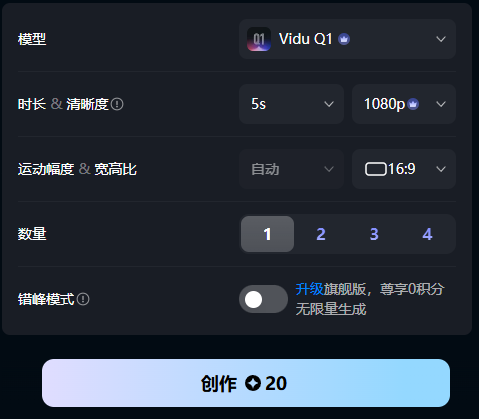 模型
Q1 Vidu Q1
时长 & 清晰度
5s
1080p
运动幅度 & 宽高比
自动
16:9
数量
1 2 3 4
错峰模式
升级旗舰版，尊享0积分
无限量生成
创作 20